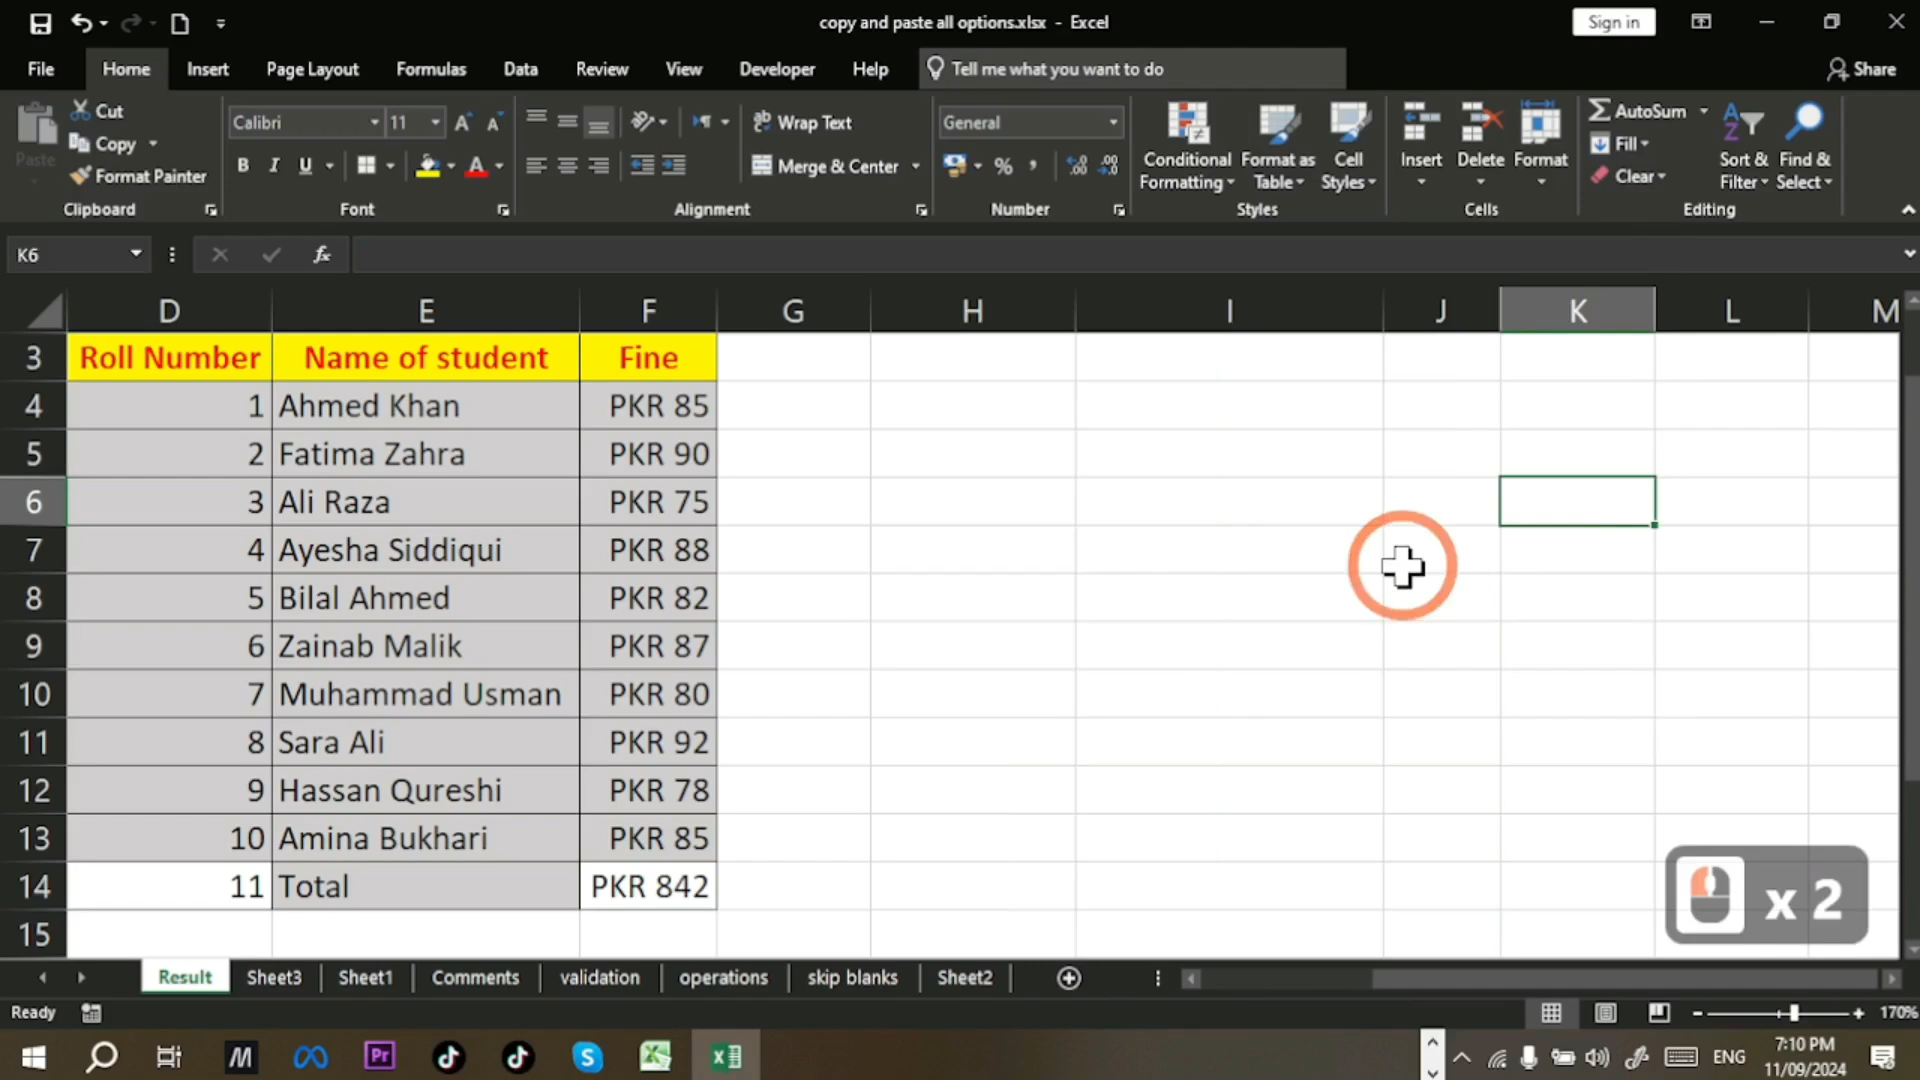 copy and paste all options.xlsx - Excel
Sign in
File Home Insert Page Layout Formulas Data Review View Developer Help Tell me what you want to do Share
Paste Cut Copy Format Painter Clipboard
Calibri 11 B I U A A A Font
Wrap Text Merge & Center Alignment
General % , Number
Conditional Formatting Format as Table Cell Styles Styles
Insert Delete Format Cells
AutoSum Fill Clear Sort & Filter Find & Select Editing
K6 fx
D E F G H I J K L M
3 Roll Number Name of student Fine
4 1 Ahmed Khan PKR 85
5 2 Fatima Zahra PKR 90
6 3 Ali Raza PKR 75
7 4 Ayesha Siddiqui PKR 88
8 5 Bilal Ahmed PKR 82
9 6 Zainab Malik PKR 87
10 7 Muhammad Usman PKR 80
11 8 Sara Ali PKR 92
12 9 Hassan Qureshi PKR 78
13 10 Amina Bukhari PKR 85
14 11 Total PKR 842
15
x 2
Result Sheet3 Sheet1 Comments validation operations skip blanks Sheet2
Ready 170%
Pr ENG 7:10 PM
11/09/2024